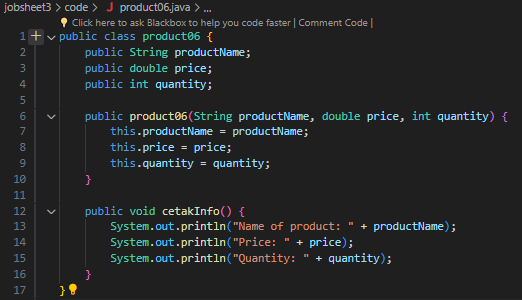 jobsheet3 > code > J product06.java > ...
Click here to ask Blackbox to help you code faster | Comment Code |
1 public class product06 {
2     public String productName;
3     public double price;
4     public int quantity;
5
6     public product06(String productName, double price, int quantity) {
7         this.productName = productName;
8         this.price = price;
9         this.quantity = quantity;
10     }
11
12     public void cetakInfo() {
13         System.out.println("Name of product: " + productName);
14         System.out.println("Price: " + price);
15         System.out.println("Quantity: " + quantity);
16     }
17 }